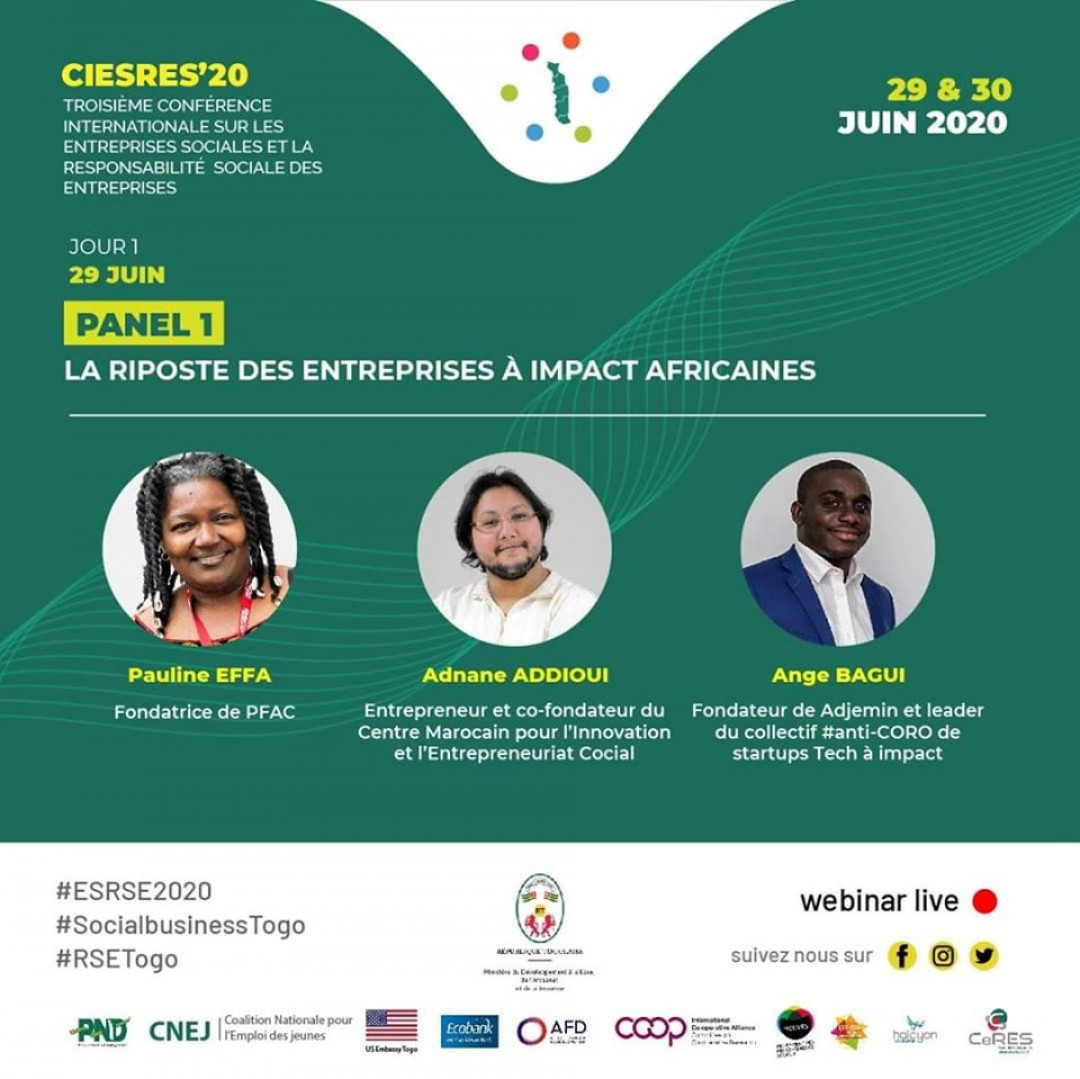 CIESRES'20
TROISIÈME CONFÉRENCE
INTERNATIONALE SUR LES
ENTREPRISES SOCIALES ET LA
RESPONSABILITÉ SOCIALE DES
ENTREPRISES
29 & 30
JUIN 2020
JOUR 1
29 JUIN
PANEL 1
LA RIPOSTE DES ENTREPRISES À IMPACT AFRICAINES
Pauline EFFA
Fondatrice de PFAC
Adnane ADDIOUI
Entrepreneur et co-fondateur du
Centre Marocain pour l'Innovation
et l'Entrepreneuriat Cocial
Ange BAGUI
Fondateur de Adjemin et leader
du collectif #anti-CORO de
startups Tech à impact
#ESRSE2020
#SocialbusinessTogo
#RSETogo
RT
RÉPUBLIQUE TOGOLAISE
Ministère du Développement à la Base,
de l'Artisanat
et de la Jeunesse
webinar live
suivez nous sur
PND
CNEJ
Coalition Nationale pour
l'Emploi des jeunes
US Embassy Togo
Ecobank
AFD
coop
International
Co-operative Alliance
halcyon
CeRES